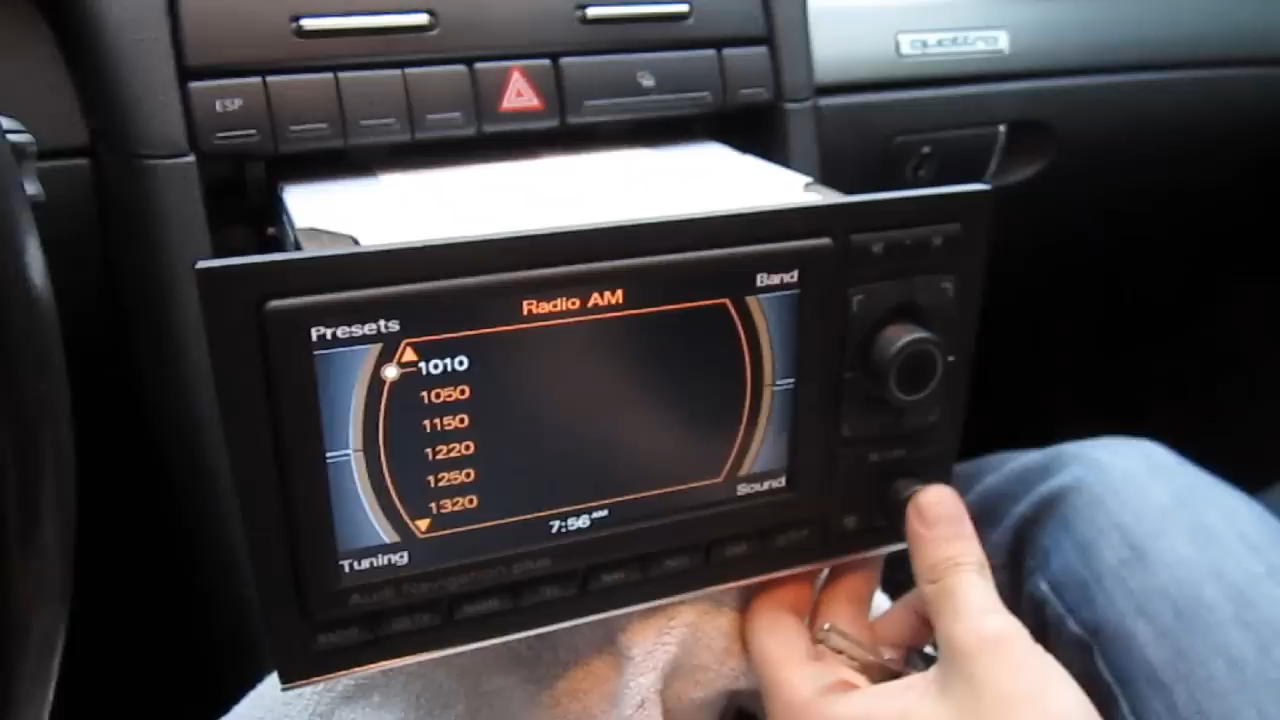 quattro
ESP
Radio AM
Band
Presets
1010
1050
1150
1220
1250
1320
Sound
7:56 AM
Tuning
Audi Navigation plus